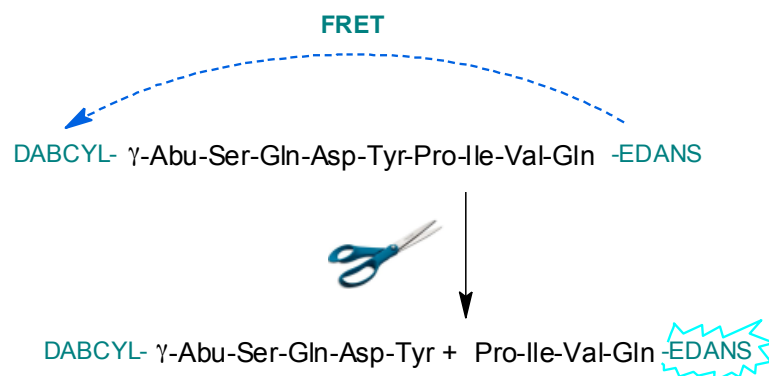 FRET
DABCYL- γ-Abu-Ser-Gln-Asp-Tyr-Pro-Ile-Val-Gln -EDANS
DABCYL- γ-Abu-Ser-Gln-Asp-Tyr + Pro-Ile-Val-Gln -EDANS